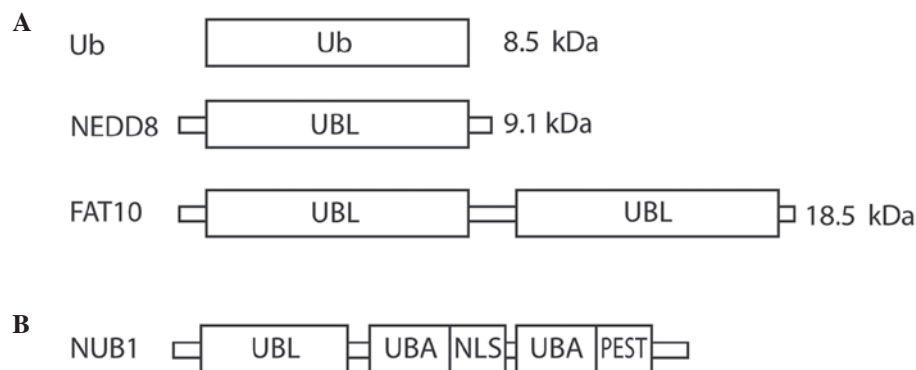 A
Ub Ub 8.5 kDa
NEDD8 UBL 9.1 kDa
FAT10 UBL UBL 18.5 kDa
B
NUB1 UBL UBA NLS UBA PEST